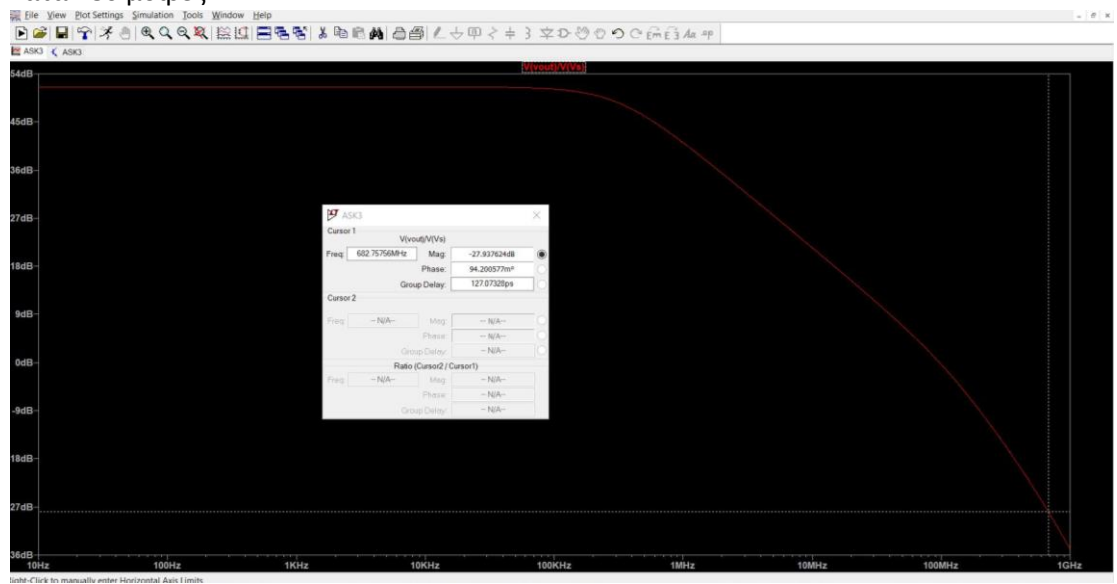 File View Plot Settings Simulation Tools Window Help
ASK3 ASK3
V(vout)/V(Vs)
54dB
45dB
36dB
27dB
18dB
9dB
0dB
-9dB
18dB
27dB
36dB
ASK3
Cursor 1
V(vout)/V(Vs)
Freq: 682.75756MHz Mag: -27.937624dB
Phase: 94.200577m°
Group Delay: 127.07328ps
Cursor 2
Freq: -- N/A-- Mag: -- N/A--
Phase: -- N/A--
Group Delay: -- N/A--
Ratio (Cursor2 / Cursor1)
Freq: -- N/A-- Mag: -- N/A--
Phase: -- N/A--
Group Delay: -- N/A--
10Hz 100Hz 1KHz 10KHz 100KHz 1MHz 10MHz 100MHz 1GHz
Right-Click to manually enter Horizontal Axis Limits